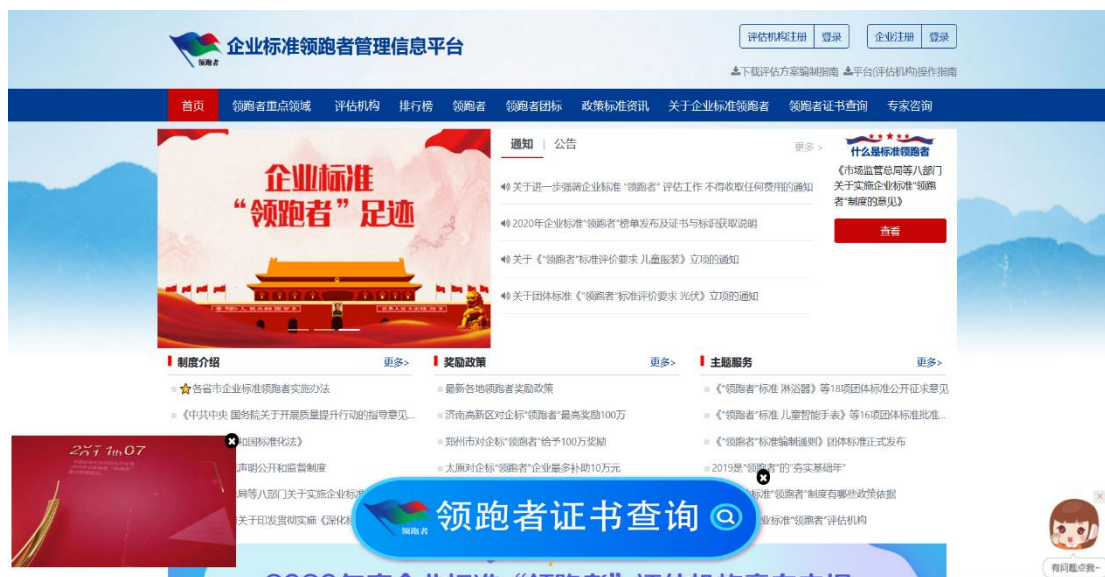 企业标准领跑者管理信息平台
领跑者
评估机构注册 登录 企业注册 登录
下载评估方案编制指南 平台(评估机构)操作指南
首页 领跑者重点领域 评估机构 排行榜 领跑者 领跑者团标 政策标准资讯 关于企业标准领跑者 领跑者证书查询 专家咨询
企业标准
“领跑者”足迹
通知 | 公告 更多 >
关于进一步强调企业标准 “领跑者” 评估工作 不得收取任何费用的通知
2020年企业标准“领跑者”榜单发布及证书与标识获取说明
关于《“领跑者”标准评价要求 儿童服装》立项的通知
关于团体标准《“领跑者”标准评价要求 光伏》立项的通知
什么是标准领跑者
《市场监管总局等八部门
关于实施企业标准“领跑
者”制度的意见》
查看
制度介绍 更多>
各省市企业标准领跑者实施办法
《中共中央 国务院关于开展质量提升行动的指导意见...
和国标准化法》
声明公开和监督制度
局等八部门关于实施企业标
关于印发贯彻实施《深化标
奖励政策 更多>
最新各地领跑者奖励政策
济南高新区对企标“领跑者”最高奖励100万
郑州市对企标“领跑者”给予100万奖励
太原对企标“领跑者”企业最多补助10万元
主题服务 更多>
《“领跑者”标准 淋浴器》等18项团体标准公开征求意见
《“领跑者”标准 儿童智能手表》等16项团体标准批准...
《“领跑者”标准编制通则》团体标准正式发布
2019是“领跑者”的“夯实基础年”
标准“领跑者”制度有哪些政策依据
业标准“领跑者”评估机构
领跑者
领跑者证书查询
有问题点我~